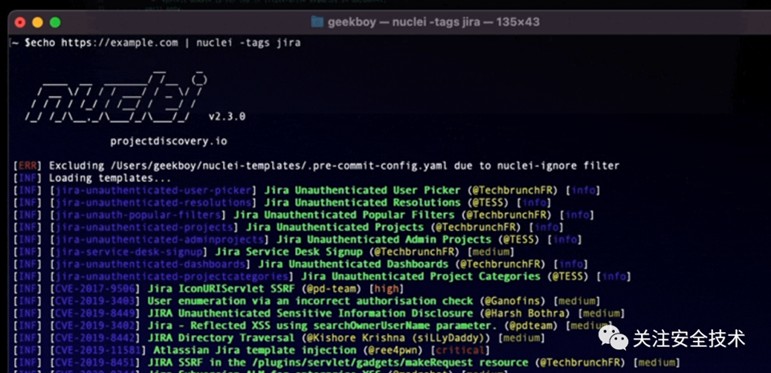 geekboy — nuclei -tags jira — 135×43
~ $echo https://example.com | nuclei -tags jira
nuclei v2.3.0
projectdiscovery.io
[ERR] Excluding /Users/geekboy/nuclei-templates/.pre-commit-config.yaml due to nuclei-ignore filter
[INF] Loading templates...
[INF] [jira-unauthenticated-user-picker] Jira Unauthenticated User Picker (@TechbrunchFR) [info]
[INF] [jira-unauthenticated-resolutions] Jira Unauthenticated Resolutions (@TESS) [info]
[INF] [jira-unauth-popular-filters] Jira Unauthenticated Popular Filters (@TechbrunchFR) [info]
[INF] [jira-unauthenticated-projects] Jira Unauthenticated Projects (@TechbrunchFR) [info]
[INF] [jira-unauthenticated-adminprojects] Jira Unauthenticated Admin Projects (@TESS) [info]
[INF] [jira-service-desk-signup] Jira Service Desk Signup (@TechbrunchFR) [medium]
[INF] [jira-unauthenticated-dashboards] Jira Unauthenticated Dashboards (@TechbrunchFR) [info]
[INF] [jira-unauthenticated-projectcategories] Jira Unauthenticated Project Categories (@TESS) [info]
[INF] [CVE-2017-9506] Jira IconURIServlet SSRF (@pd-team) [high]
[INF] [CVE-2019-3403] User enumeration via an incorrect authorisation check (@Ganofins) [medium]
[INF] [CVE-2019-8449] JIRA Unauthenticated Sensitive Information Disclosure (@Harsh Bothra) [medium]
[INF] [CVE-2019-3402] Jira - Reflected XSS using searchOwnerUserName parameter. (@pdteam) [medium]
[INF] [CVE-2019-8442] JIRA Directory Traversal (@Kishore Krishna (siLLyDaddy)) [medium]
[INF] [CVE-2019-11581] Atlassian Jira template injection (@ree4pwn) [critical]
[INF] [CVE-2019-8451] JIRA SSRF in the /plugins/servlet/gadgets/makeRequest resource (@TechbrunchFR) [medium]
关注安全技术